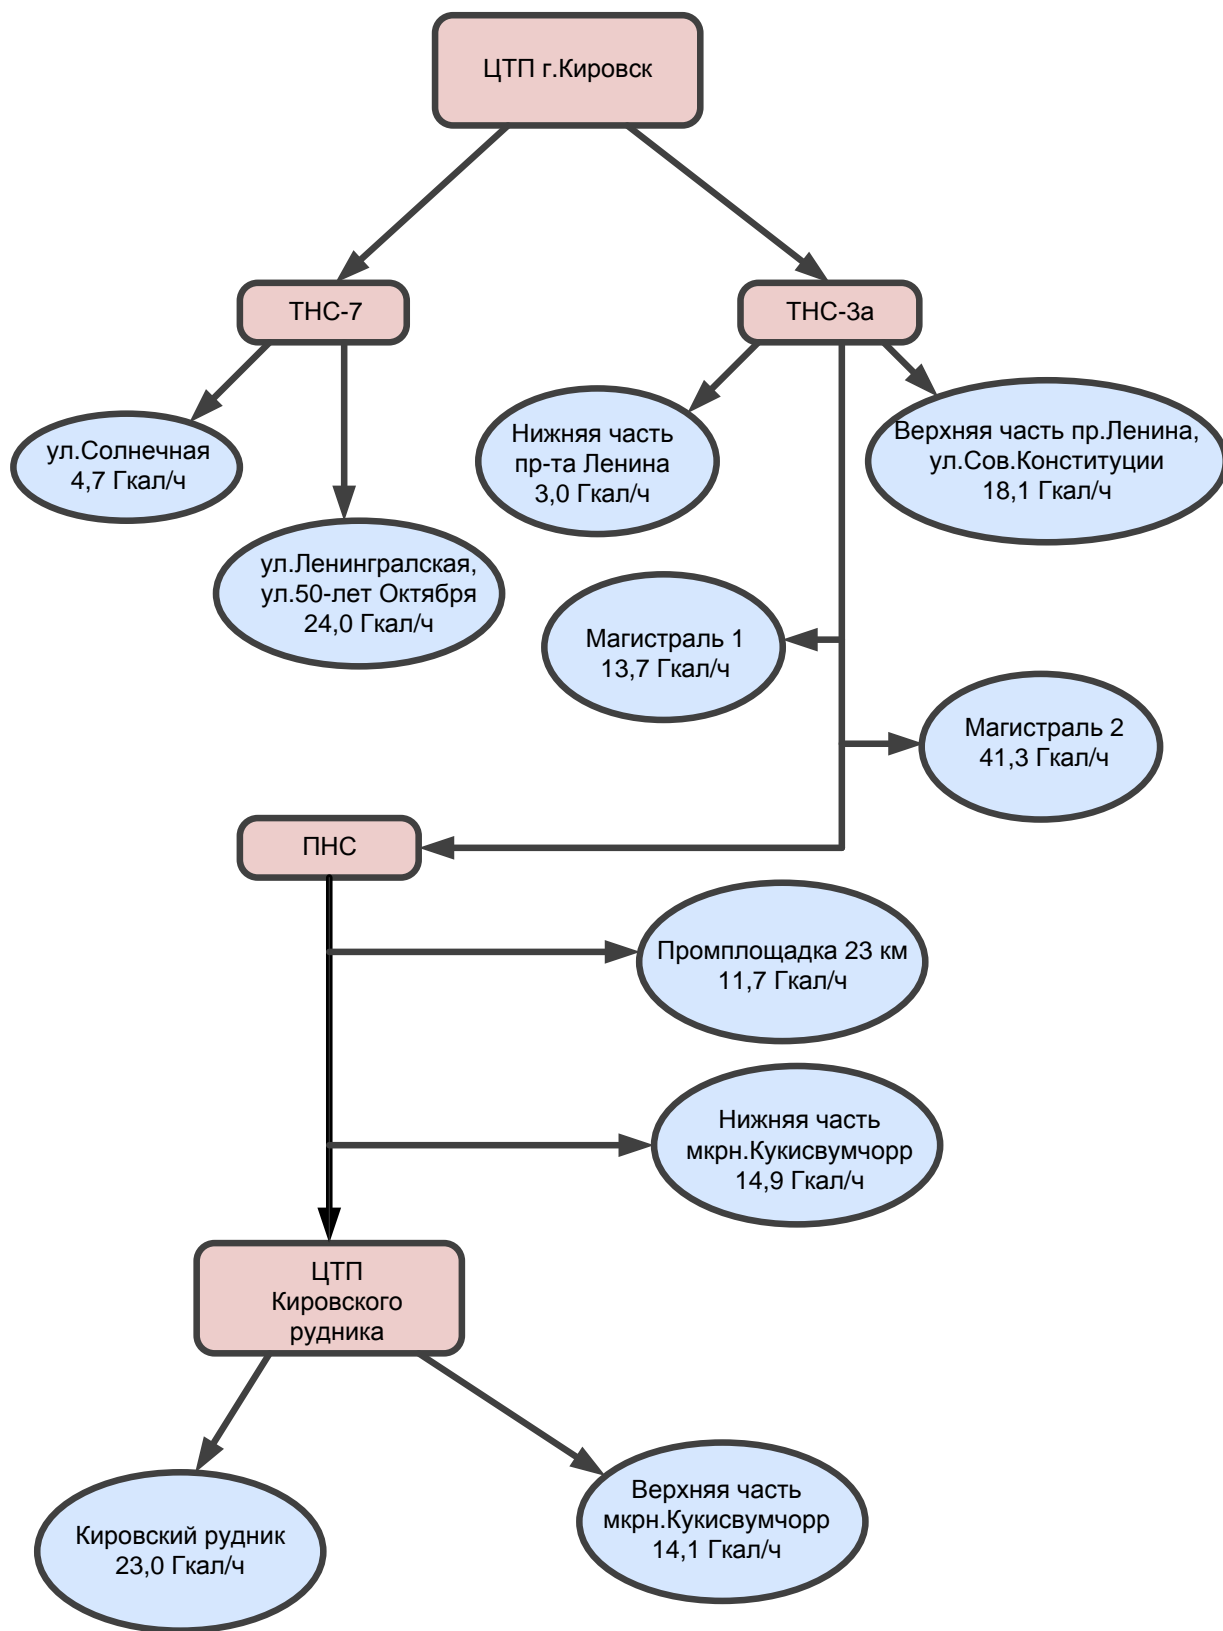 ЦТП г.Кировск
ТНС-7
ТНС-3а
ул.Солнечная
4,7 Гкал/ч
Нижняя часть
пр-та Ленина
3,0 Гкал/ч
Верхняя часть пр.Ленина,
ул.Сов.Конституции
18,1 Гкал/ч
ул.Ленингралская,
ул.50-лет Октября
24,0 Гкал/ч
Магистраль 1
13,7 Гкал/ч
Магистраль 2
41,3 Гкал/ч
ПНС
Промплощадка 23 км
11,7 Гкал/ч
Нижняя часть
мкрн.Кукисвумчорр
14,9 Гкал/ч
ЦТП
Кировского
рудника
Кировский рудник
23,0 Гкал/ч
Верхняя часть
мкрн.Кукисвумчорр
14,1 Гкал/ч